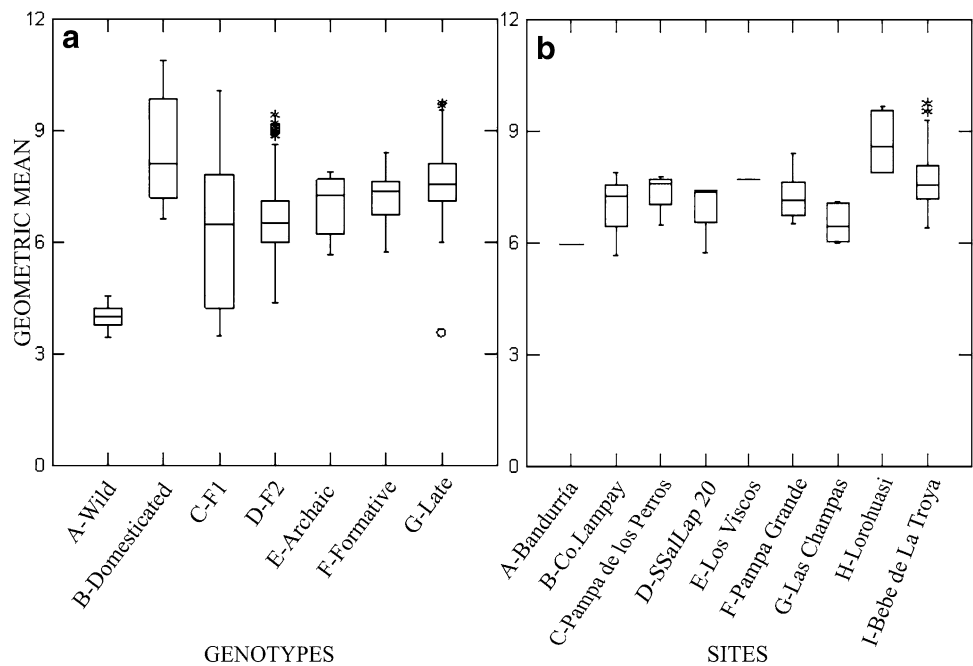 a
b
12
9
6
3
0
GEOMETRIC MEAN
A-Wild
B-Domesticated
C-F1
D-F2
E-Archaic
F-Formative
G-Late
GENOTYPES
12
9
6
3
0
A-Bandurría
B-Co.Lampay
C-Pampa de los Perros
D-SSalLap 20
E-Los Viscos
F-Pampa Grande
G-Las Champas
H-Lorohuasi
I-Bebe de La Troya
SITES